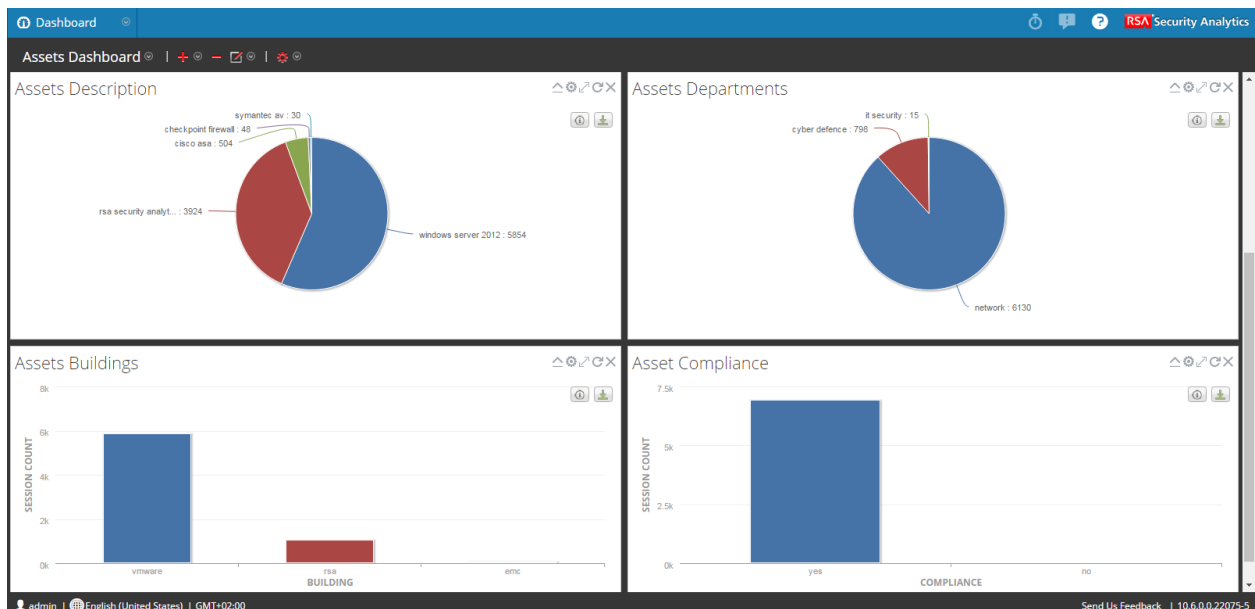 Dashboard
RSA Security Analytics
Assets Dashboard
Assets Description
symantec av : 30
checkpoint firewall : 48
cisco asa : 504
rsa security analyt... : 3924
windows server 2012 : 5854
Assets Departments
it security : 15
cyber defence : 798
network : 6130
Assets Buildings
8k
6k
4k
2k
0k
SESSION COUNT
vmware
rsa
emc
BUILDING
Asset Compliance
7.5k
5k
2.5k
0k
SESSION COUNT
yes
no
COMPLIANCE
admin | English (United States) | GMT+02:00
Send Us Feedback | 10.6.0.0.22075-5